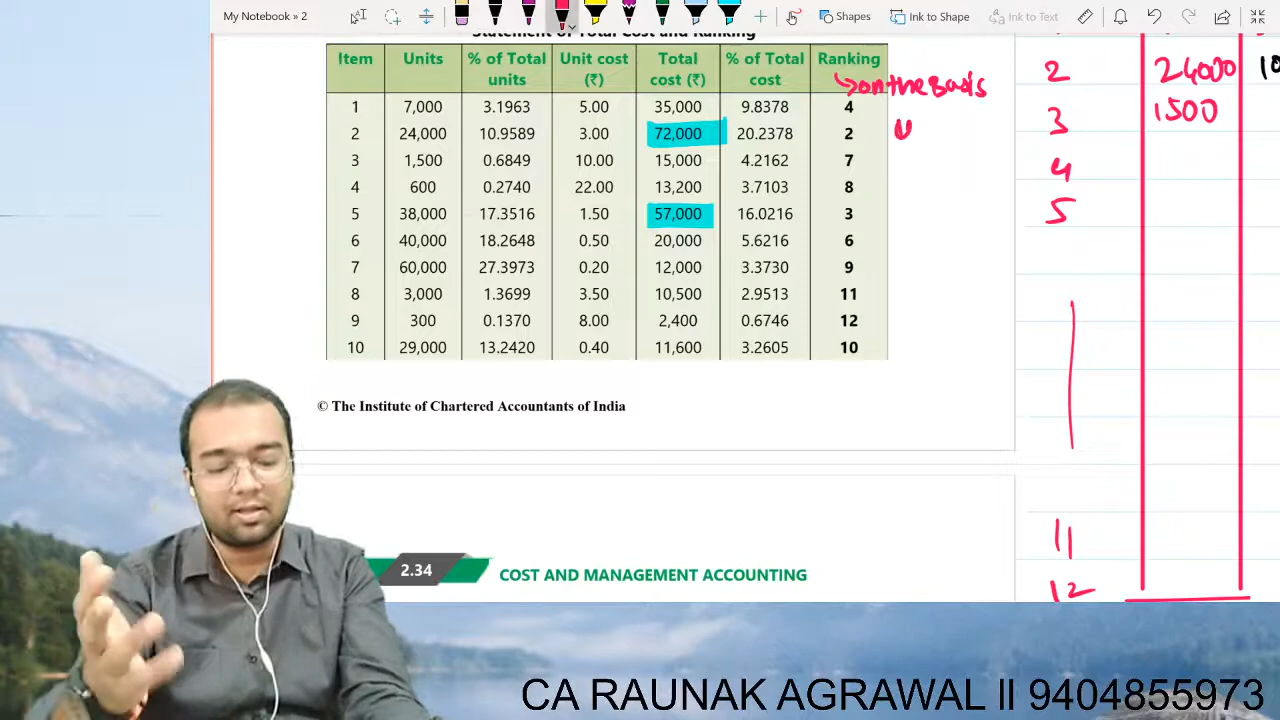 My Notebook » 2
Shapes
Ink to Shape
Ink to Text
Statement of Total Cost and Ranking
Item Units % of Total units Unit cost (₹) Total cost (₹) % of Total cost Ranking
1 7,000 3.1963 5.00 35,000 9.8378 4
2 24,000 10.9589 3.00 72,000 20.2378 2
3 1,500 0.6849 10.00 15,000 4.2162 7
4 600 0.2740 22.00 13,200 3.7103 8
5 38,000 17.3516 1.50 57,000 16.0216 3
6 40,000 18.2648 0.50 20,000 5.6216 6
7 60,000 27.3973 0.20 12,000 3.3730 9
8 3,000 1.3699 3.50 10,500 2.9513 11
9 300 0.1370 8.00 2,400 0.6746 12
10 29,000 13.2420 0.40 11,600 3.2605 10
on the Basis
2 24000 10
3 1500
4
5
11
12
© The Institute of Chartered Accountants of India
2.34 COST AND MANAGEMENT ACCOUNTING
CA RAUNAK AGRAWAL II 9404855973